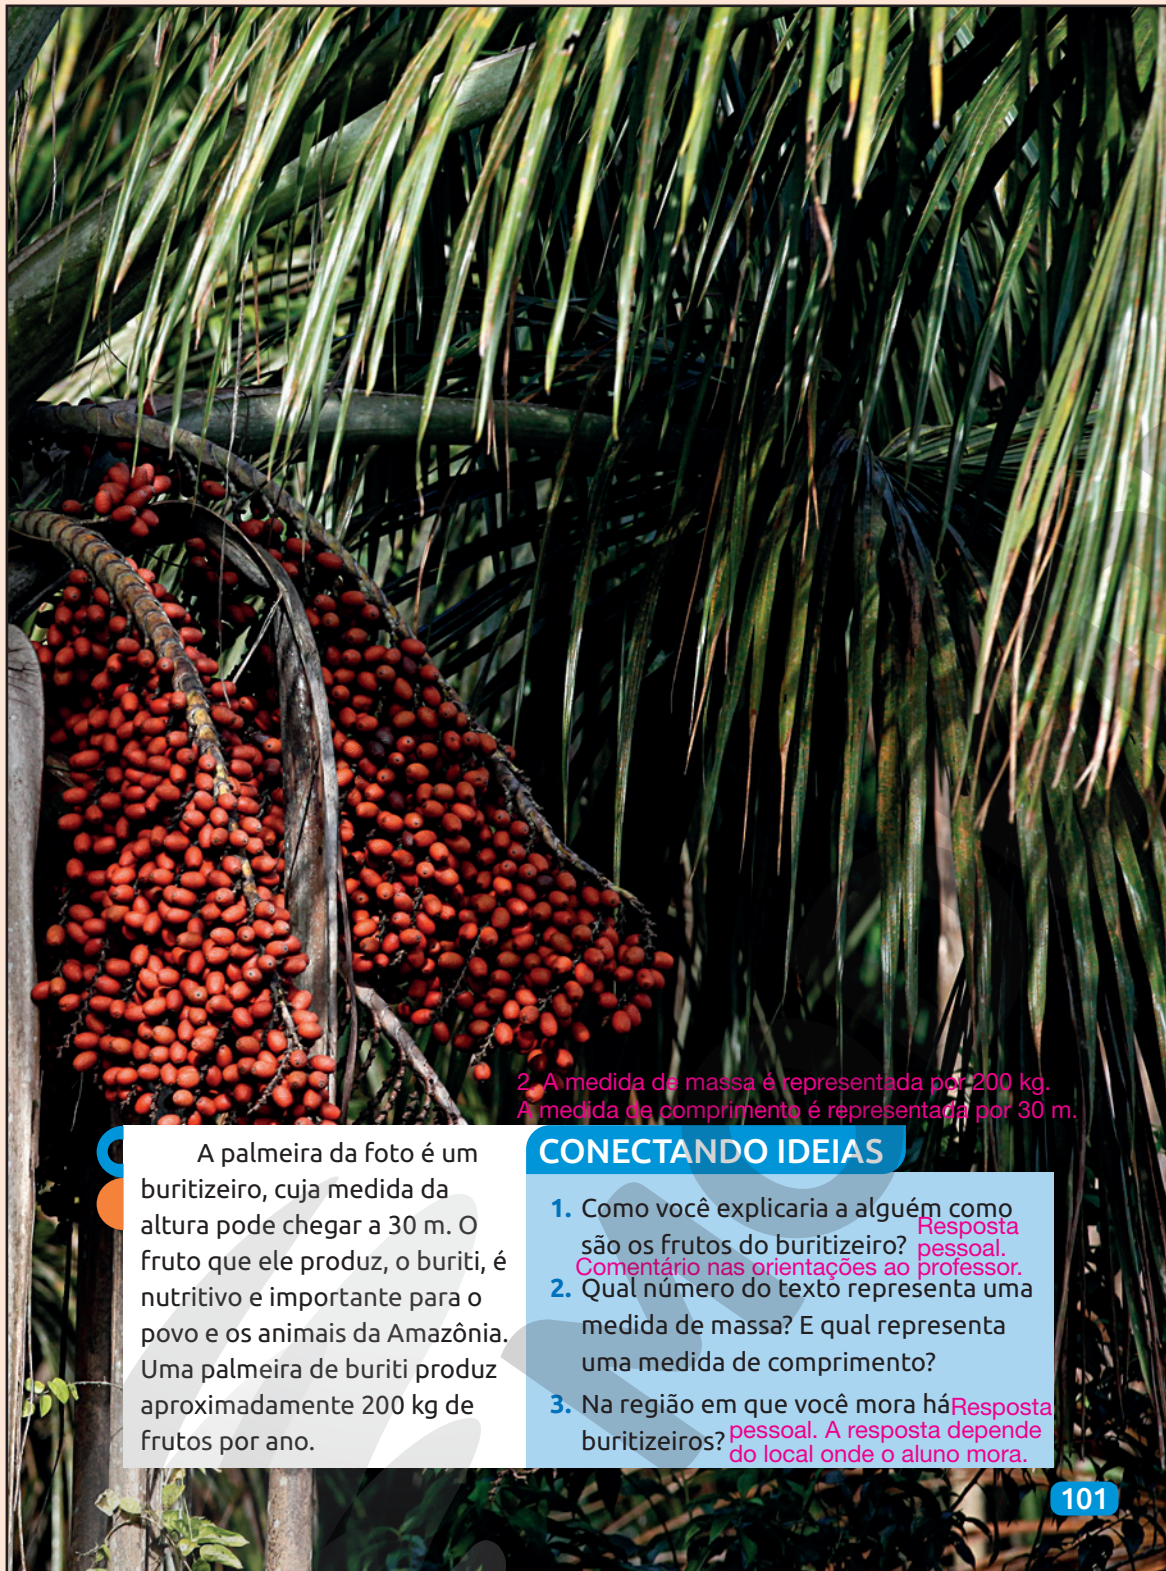 2. A medida de massa é representada por 200 kg.
A medida de comprimento é representada por 30 m.
A palmeira da foto é um
buritizeiro, cuja medida da
altura pode chegar a 30 m. O
fruto que ele produz, o buriti, é
nutritivo e importante para o
povo e os animais da Amazônia.
Uma palmeira de buriti produz
aproximadamente 200 kg de
frutos por ano.
CONECTANDO IDEIAS
1. Como você explicaria a alguém como
são os frutos do buritizeiro?
Resposta
pessoal.
Comentário nas orientações ao professor.
2. Qual número do texto representa uma
medida de massa? E qual representa
uma medida de comprimento?
3. Na região em que você mora há
buritizeiros?
Resposta
pessoal. A resposta depende
do local onde o aluno mora.
101